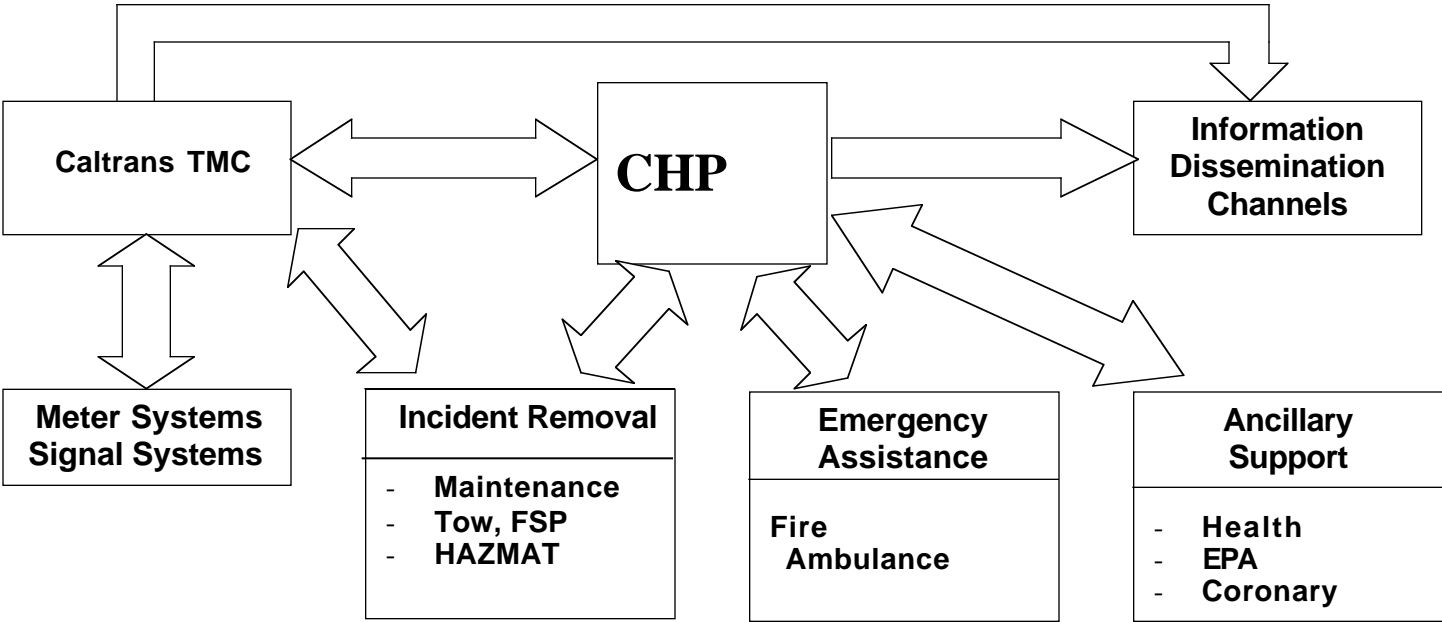 Caltrans TMC
CHP
Information
Dissemination
Channels
Meter Systems
Signal Systems
Incident Removal
- Maintenance
- Tow, FSP
- HAZMAT
Emergency
Assistance
Fire
Ambulance
Ancillary
Support
- Health
- EPA
- Coronary